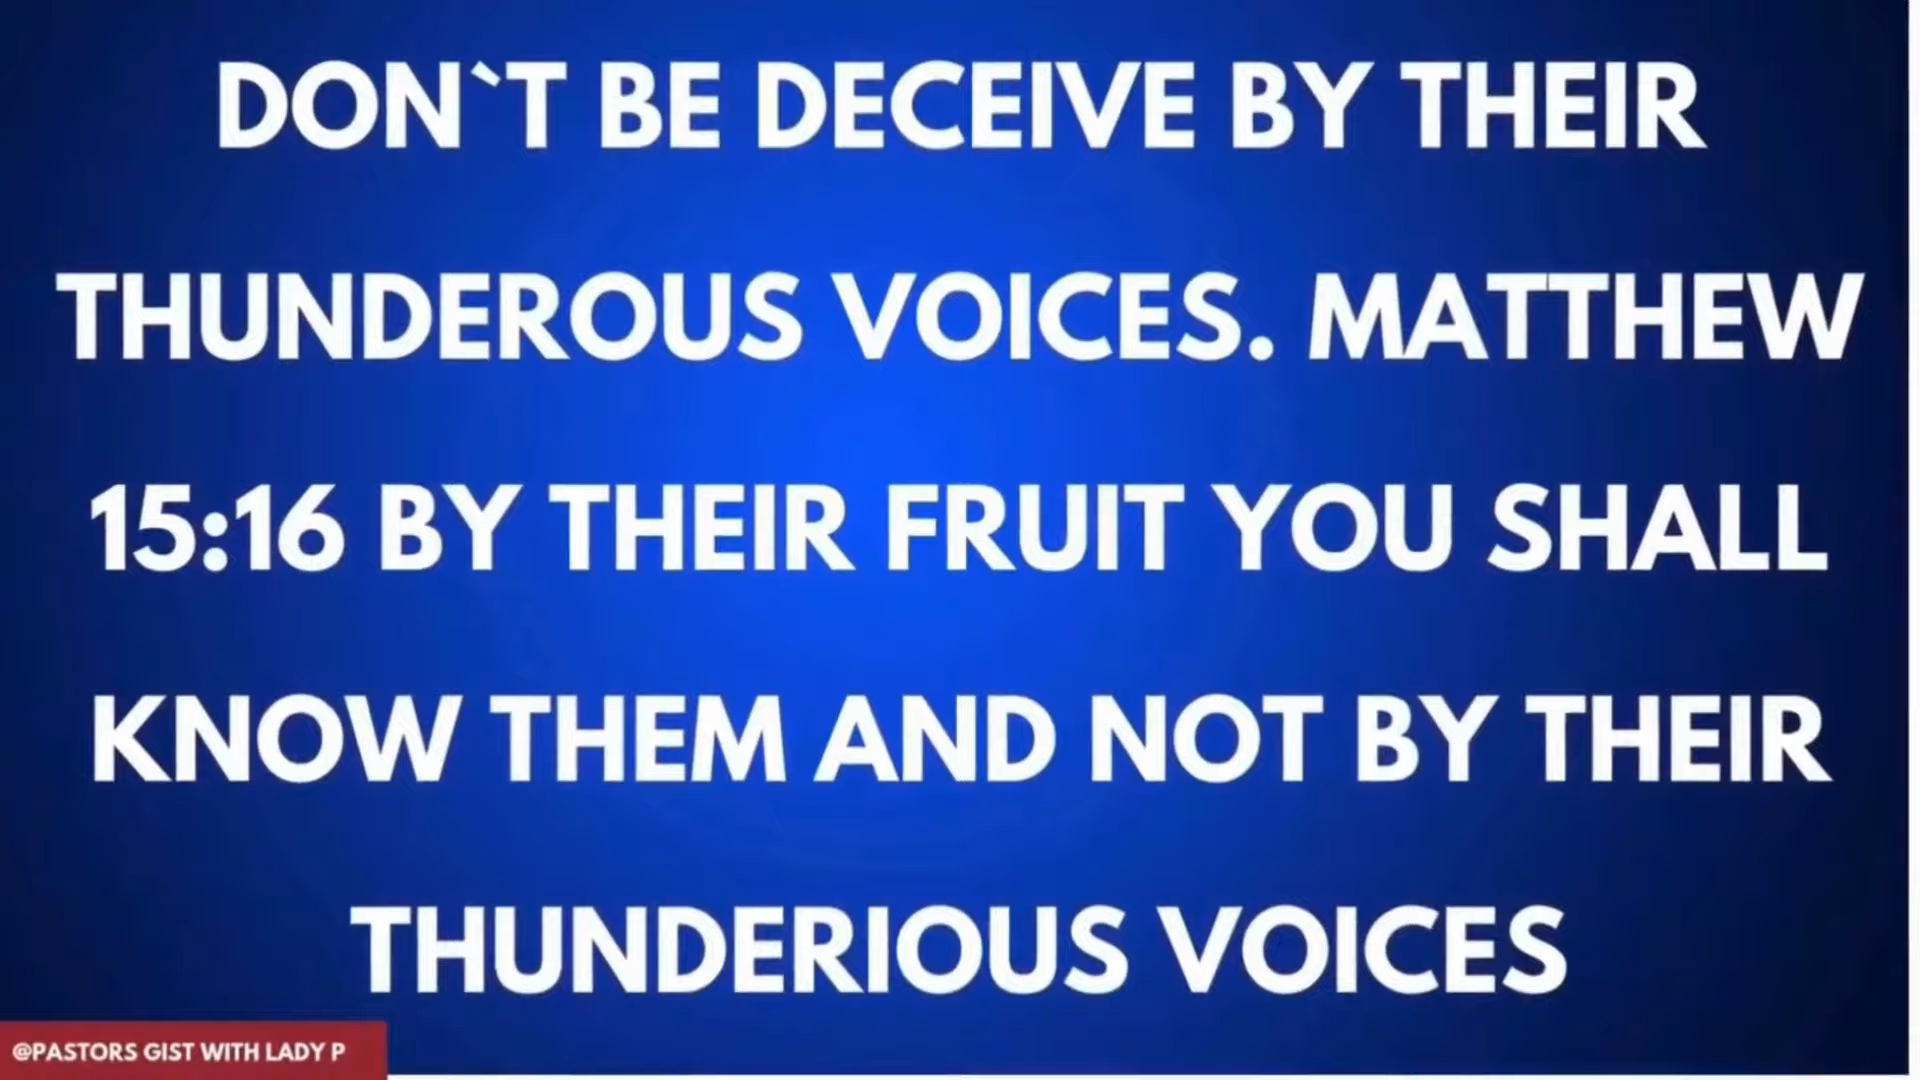 DON`T BE DECEIVE BY THEIR
THUNDEROUS VOICES. MATTHEW
15:16 BY THEIR FRUIT YOU SHALL
KNOW THEM AND NOT BY THEIR
THUNDERIOUS VOICES
@PASTORS GIST WITH LADY P